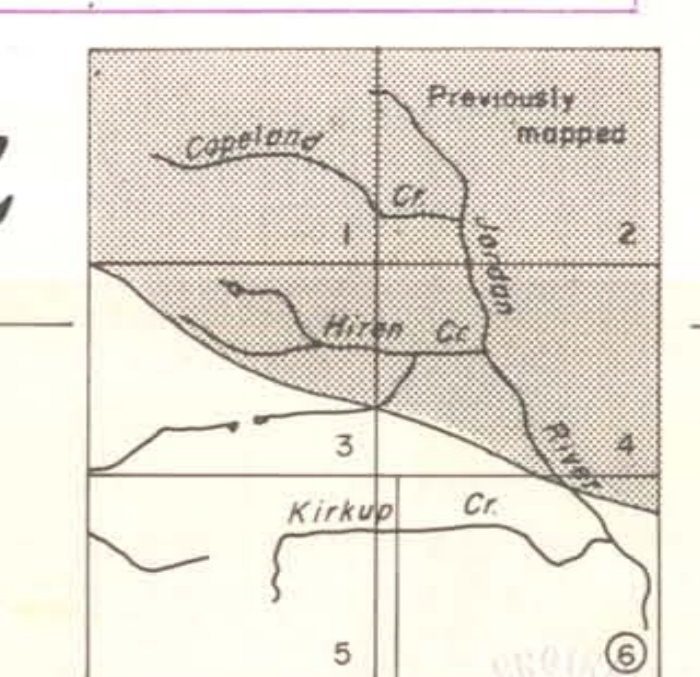 Previously
mapped
Copeland
Cr.
Jordan
1
2
Hiren Cr.
River
3
4
Kirkup Cr.
5
6